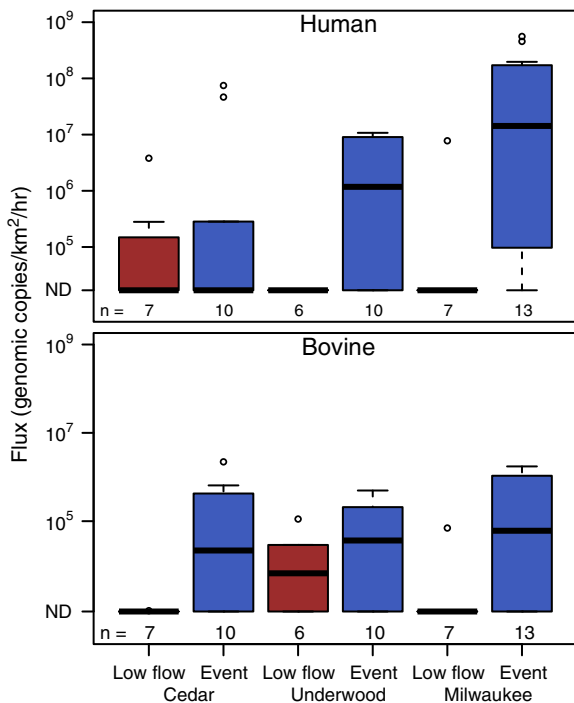 Human
10⁹
10⁸
10⁷
10⁶
10⁵
ND
n = 7 10 6 10 7 13
Flux (genomic copies/km²/hr)
Bovine
10⁹
10⁷
10⁵
ND
n = 7 10 6 10 7 13
Low flow Event Low flow Event Low flow Event
Cedar Underwood Milwaukee